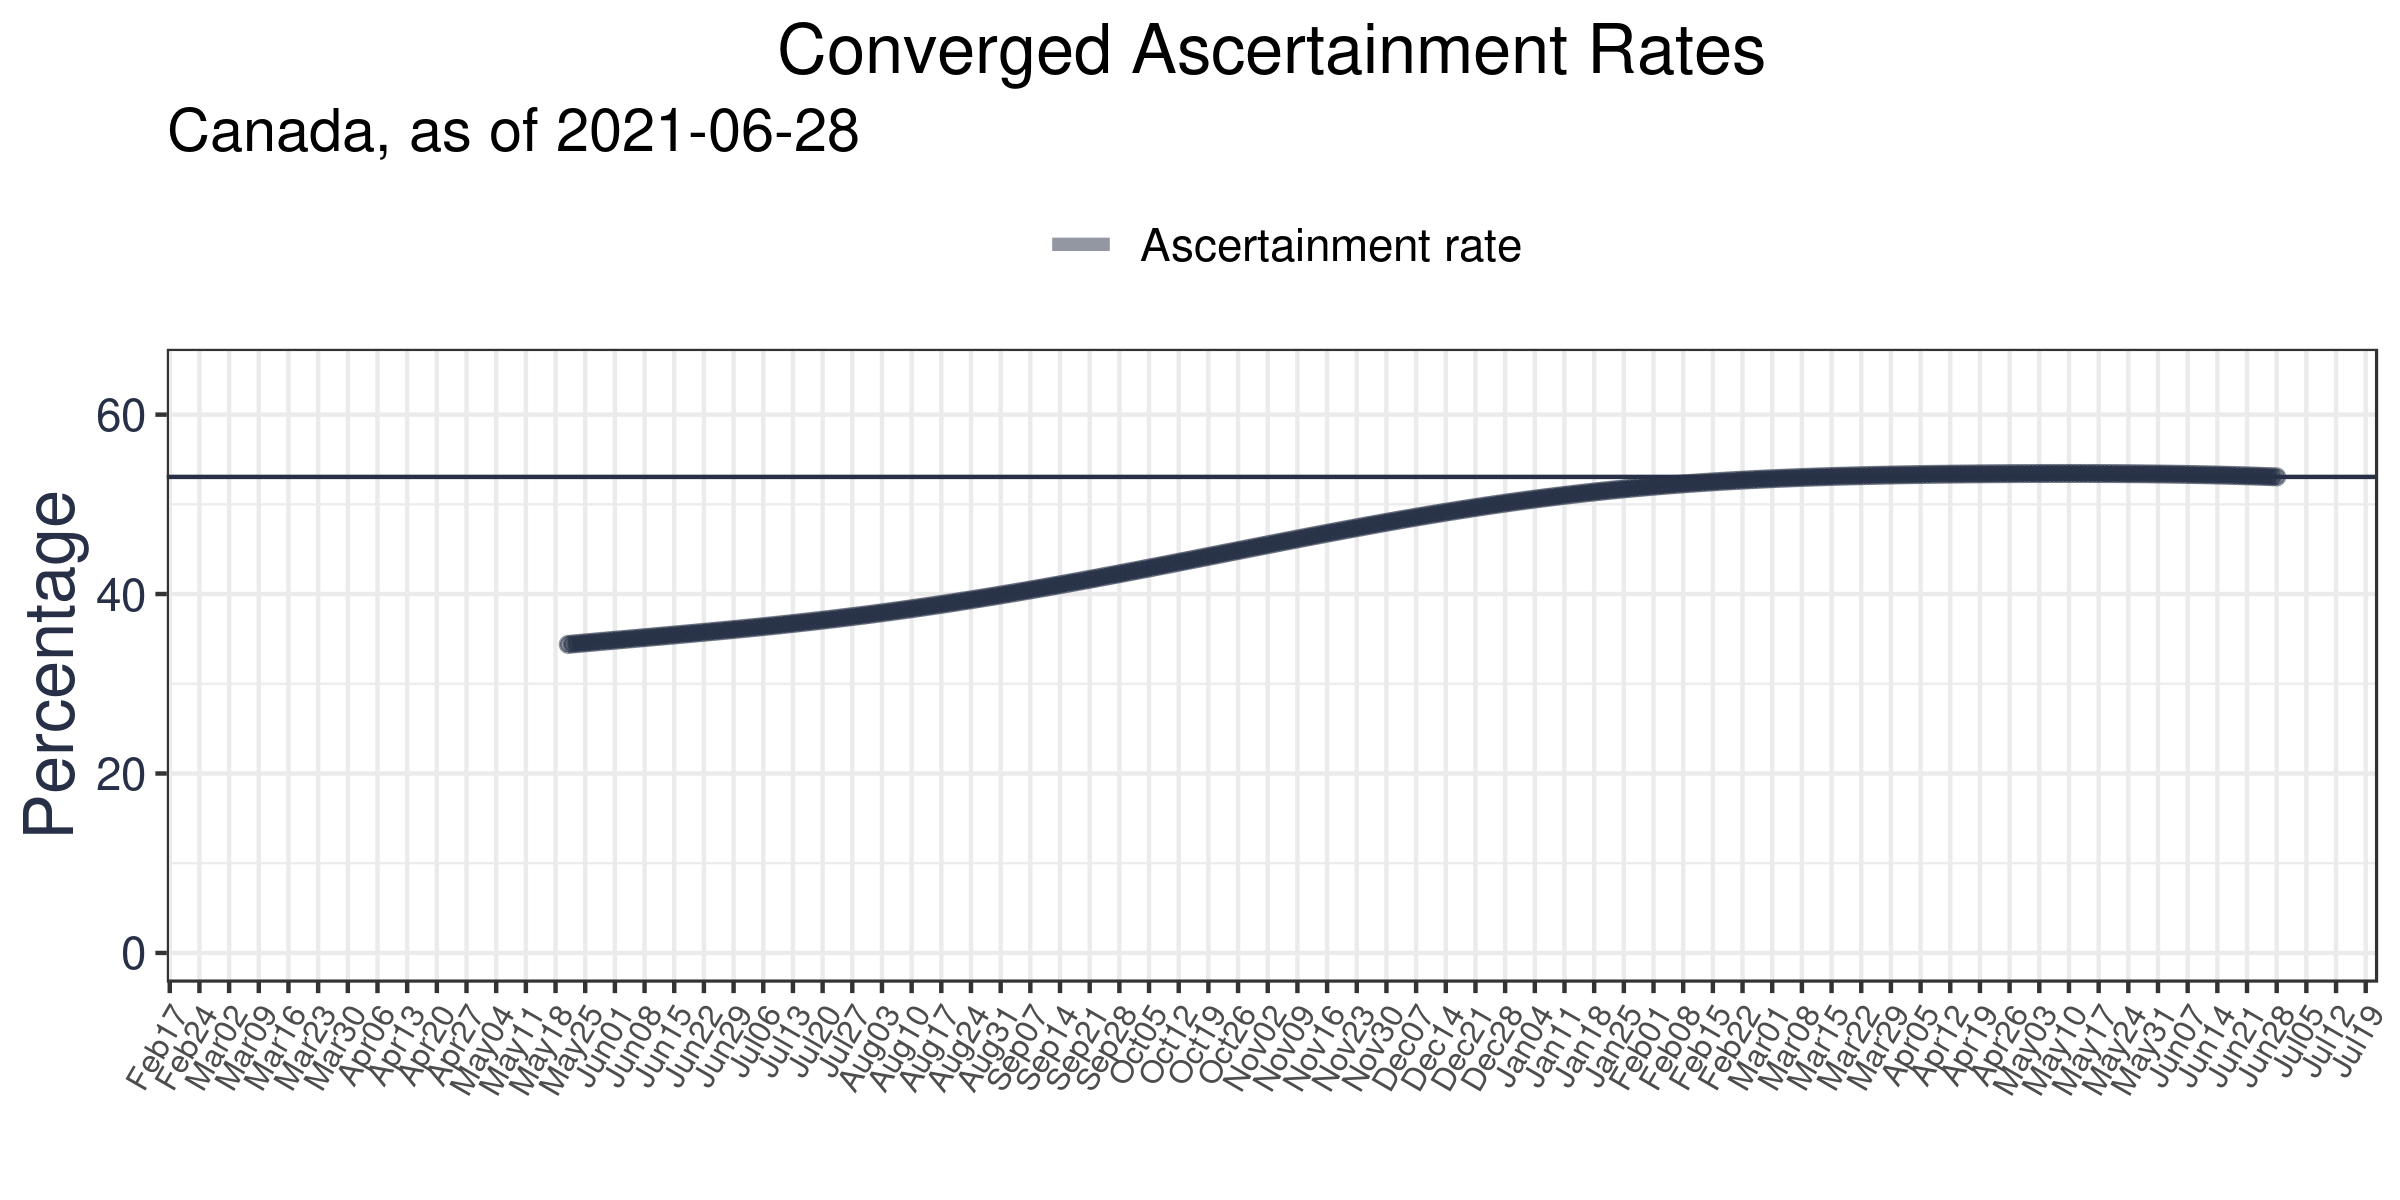 Converged Ascertainment Rates
Canada, as of 2021-06-28
Ascertainment rate
Percentage
60
40
20
0
Feb17 Feb24 Mar02 Mar09 Mar16 Mar23 Mar30 Apr06 Apr13 Apr20 Apr27 May04 May11 May18 May25 Jun01 Jun08 Jun15 Jun22 Jun29 Jul06 Jul13 Jul20 Jul27 Aug03 Aug10 Aug17 Aug24 Aug31 Sep07 Sep14 Sep21 Sep28 Oct05 Oct12 Oct19 Oct26 Nov02 Nov09 Nov16 Nov23 Nov30 Dec07 Dec14 Dec21 Dec28 Jan04 Jan11 Jan18 Jan25 Feb01 Feb08 Feb15 Feb22 Mar01 Mar08 Mar15 Mar22 Mar29 Apr05 Apr12 Apr19 Apr26 May03 May10 May17 May24 May31 Jun07 Jun14 Jun21 Jun28 Jul05 Jul12 Jul19